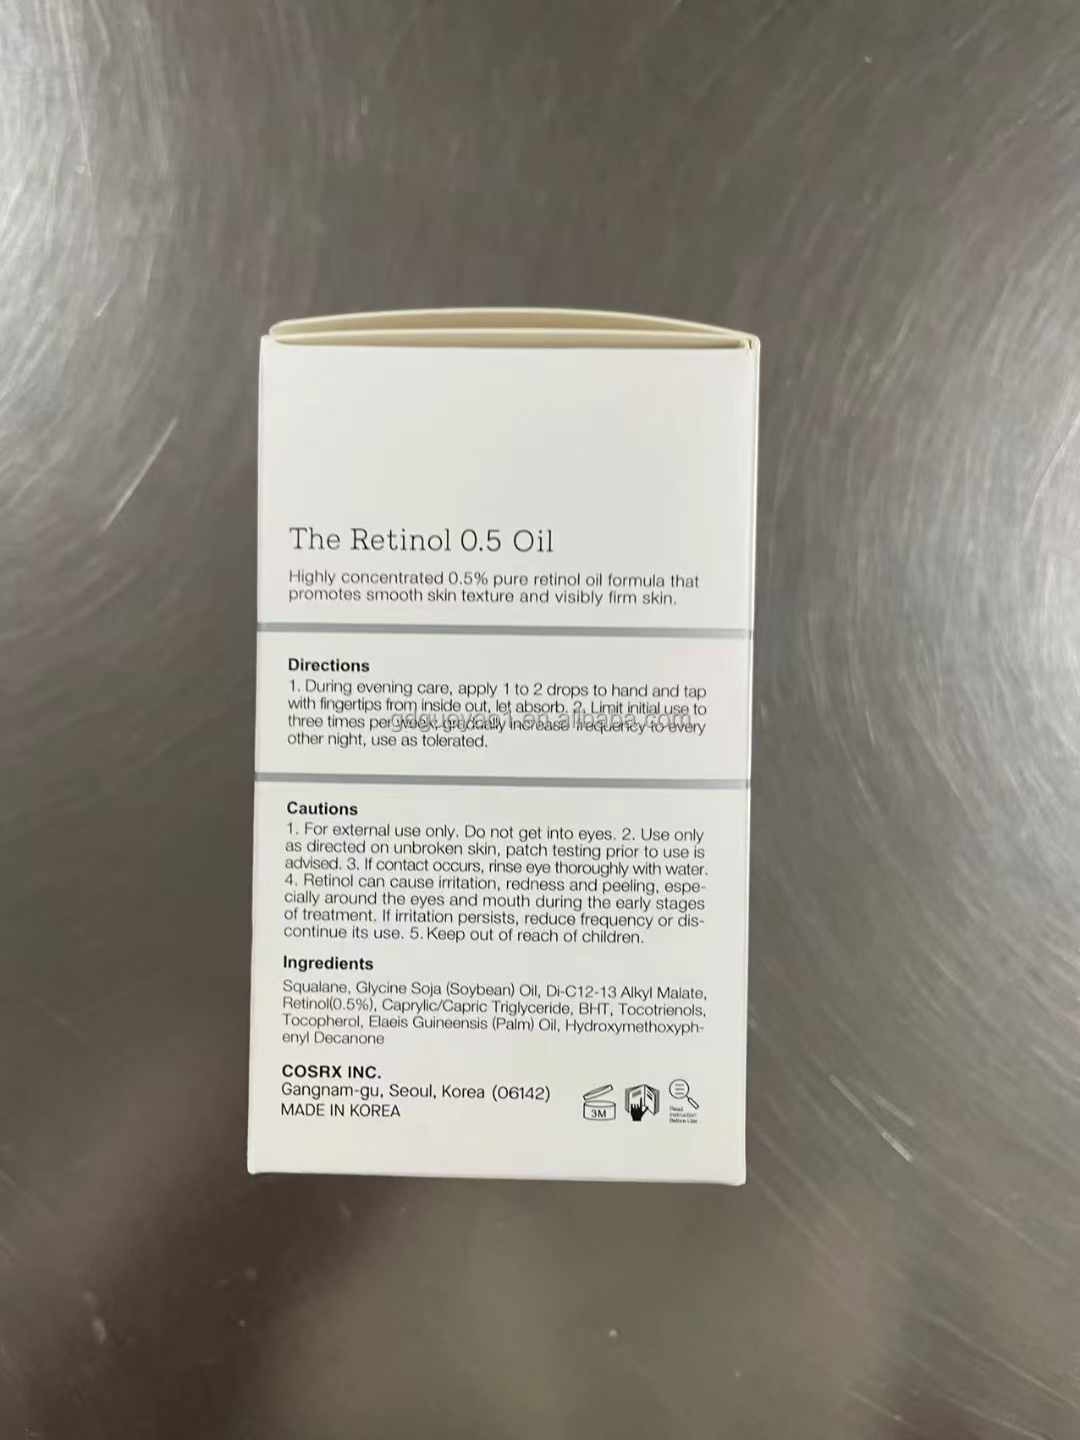 The Retinol 0.5 Oil
Highly concentrated 0.5% pure retinol oil formula that
promotes smooth skin texture and visibly firm skin.
Directions
1. During evening care, apply 1 to 2 drops to hand and tap
with fingertips from inside out, let absorb. 2. Limit initial use to
three times per week; gradually increase frequency to every
other night, use as tolerated.
Cautions
1. For external use only. Do not get into eyes. 2. Use only
as directed on unbroken skin, patch testing prior to use is
advised. 3. If contact occurs, rinse eye thoroughly with water.
4. Retinol can cause irritation, redness and peeling, espe-
cially around the eyes and mouth during the early stages
of treatment. If irritation persists, reduce frequency or dis-
continue its use. 5. Keep out of reach of children.
Ingredients
Squalane, Glycine Soja (Soybean) Oil, Di-C12-13 Alkyl Malate,
Retinol(0.5%), Caprylic/Capric Triglyceride, BHT, Tocotrienols,
Tocopherol, Elaeis Guineensis (Palm) Oil, Hydroxymethoxyph-
enyl Decanone
COSRX INC.
Gangnam-gu, Seoul, Korea (06142)
MADE IN KOREA
3M
Read
Instruction
Before Use